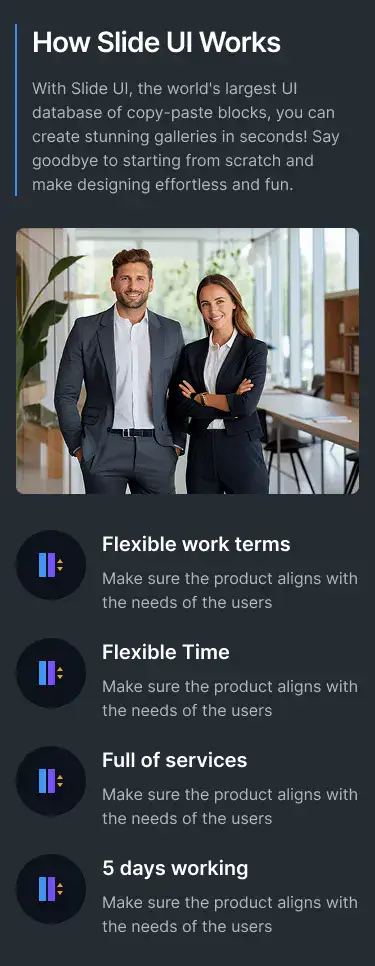 How Slide UI Works
With Slide UI, the world's largest UI
database of copy-paste blocks, you can
create stunning galleries in seconds! Say
goodbye to starting from scratch and
make designing effortless and fun.
Flexible work terms
Make sure the product aligns with
the needs of the users
Flexible Time
Make sure the product aligns with
the needs of the users
Full of services
Make sure the product aligns with
the needs of the users
5 days working
Make sure the product aligns with
the needs of the users